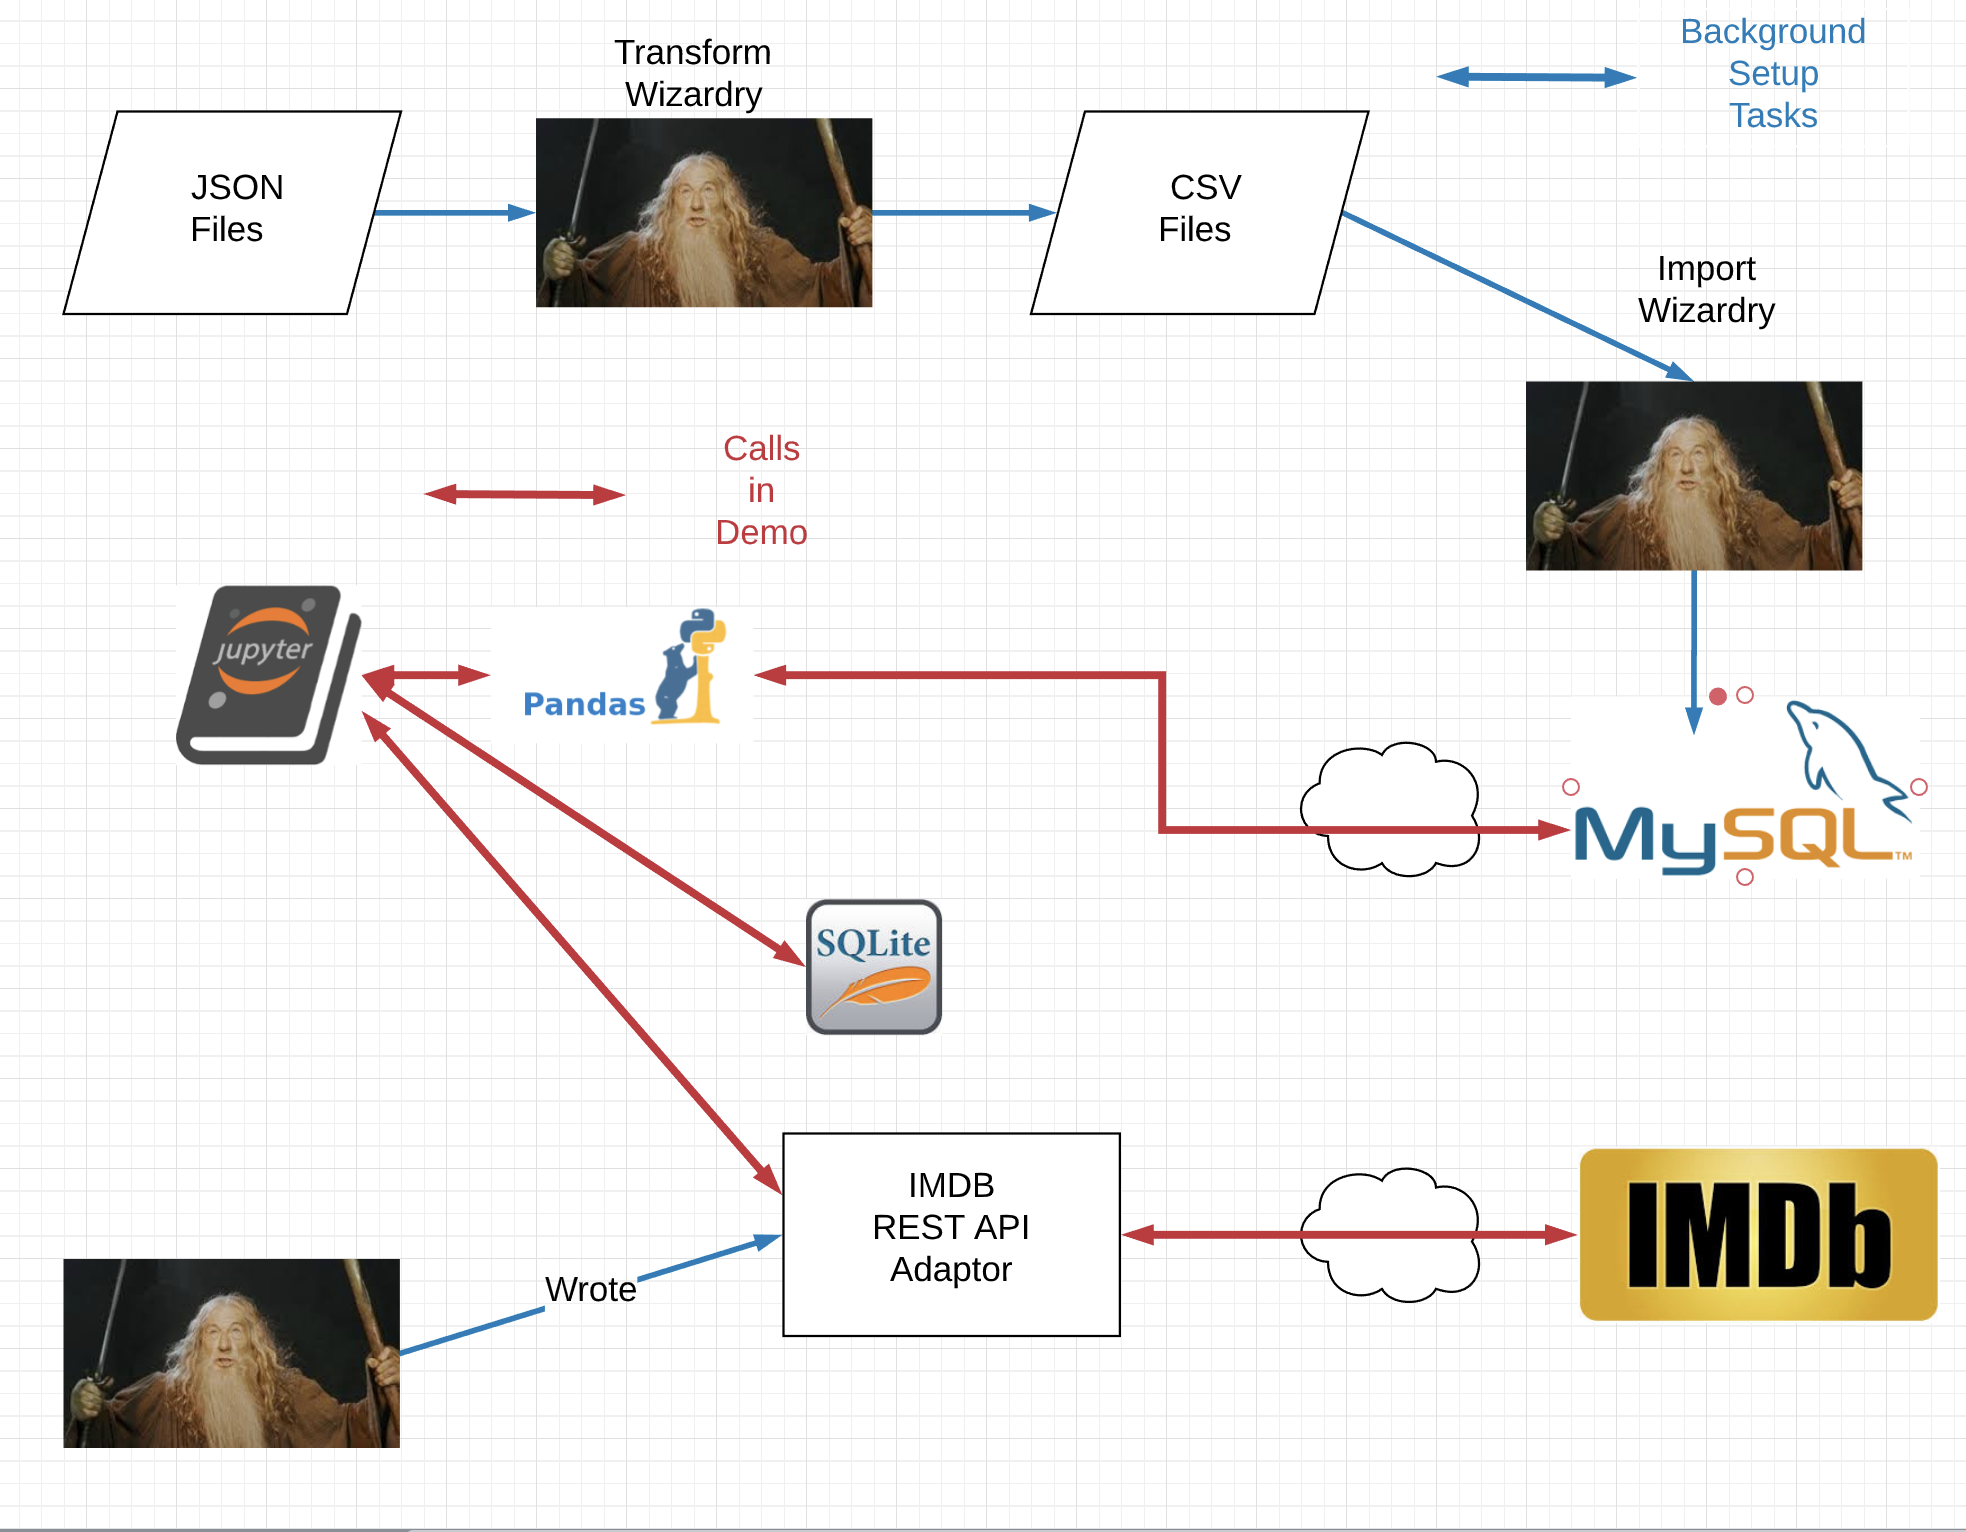 Transform
Wizardry
Background
Setup
Tasks
JSON
Files
CSV
Files
Import
Wizardry
Calls
in
Demo
jupyter
Pandas
MySQL™
SQLite
IMDB
REST API
Adaptor
IMDb
Wrote